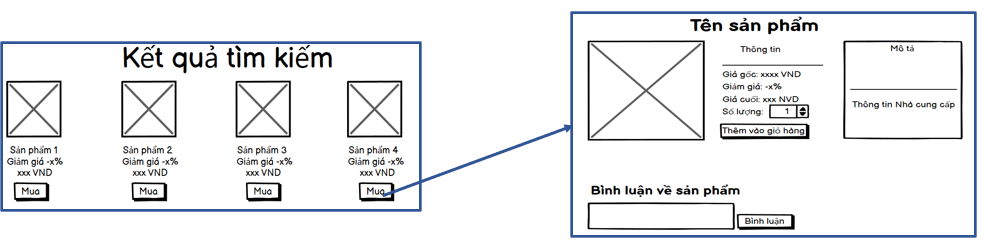 Kết quả tìm kiếm
Sản phẩm 1
Giảm giá -x%
xxx VND
Mua
Sản phẩm 2
Giảm giá -x%
xxx VND
Mua
Sản phẩm 3
Giảm giá -x%
xxx VND
Mua
Sản phẩm 4
Giảm giá -x%
xxx VND
Mua
Tên sản phẩm
Thông tin
Giá gốc: xxxx VND
Giảm giá: -x%
Giá cuối: xxx NVD
Số lượng: 1
Thêm vào giỏ hàng
Mô tả
Thông tin Nhà cung cấp
Bình luận về sản phẩm
Bình luận